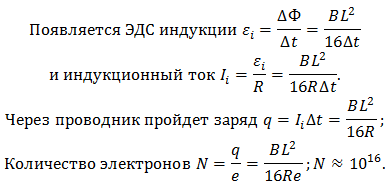 Появляется ЭДС индукции εᵢ = ΔΦ/Δt = BL²/16Δt
и индукционный ток Iᵢ = εᵢ/R = BL²/16RΔt.
Через проводник пройдет заряд q = IᵢΔt = BL²/16R;
Количество электронов N = q/e = BL²/16Re; N ≈ 10¹⁶.